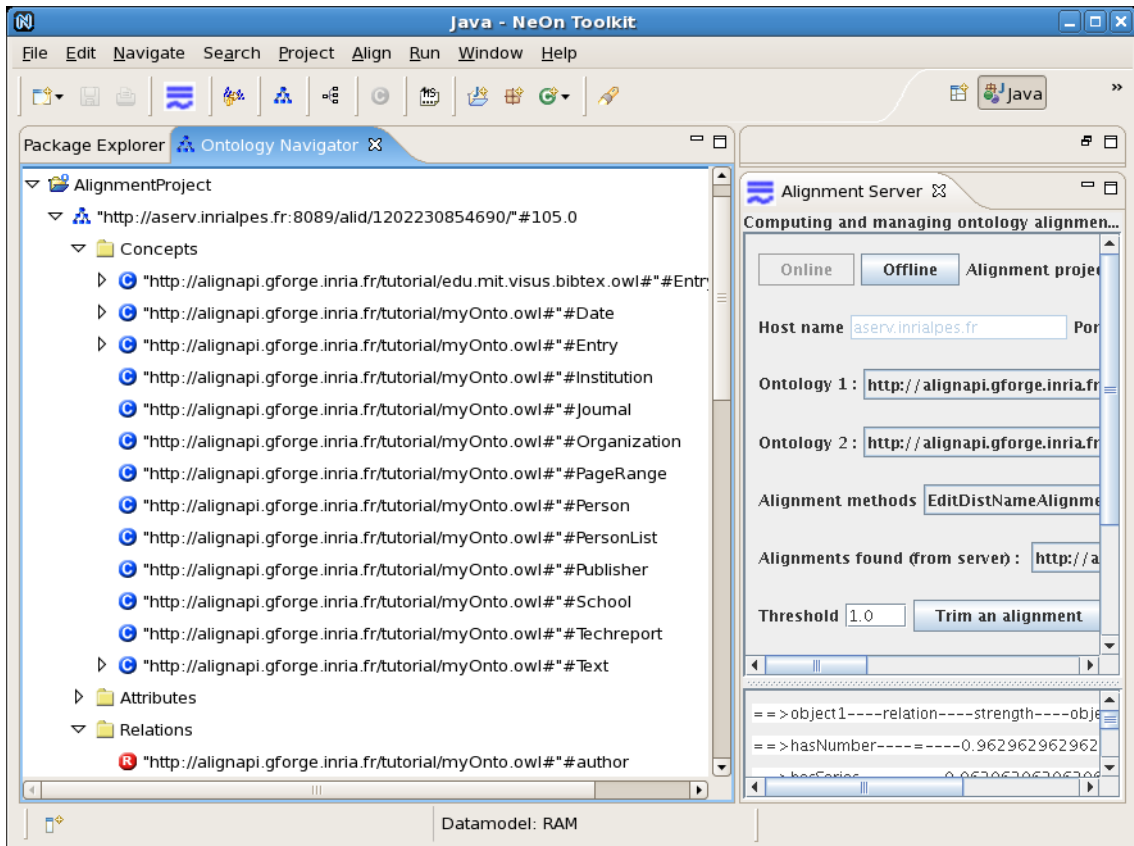 Java - NeOn Toolkit
File Edit Navigate Search Project Align Run Window Help
Java »
Package Explorer Ontology Navigator
AlignmentProject
"http://aserv.inrialpes.fr:8089/alid/1202230854690/"#105.0
Concepts
"http://alignapi.gforge.inria.fr/tutorial/edu.mit.visus.bibtex.owl#"#Entry
"http://alignapi.gforge.inria.fr/tutorial/myOnto.owl#"#Date
"http://alignapi.gforge.inria.fr/tutorial/myOnto.owl#"#Entry
"http://alignapi.gforge.inria.fr/tutorial/myOnto.owl#"#Institution
"http://alignapi.gforge.inria.fr/tutorial/myOnto.owl#"#Journal
"http://alignapi.gforge.inria.fr/tutorial/myOnto.owl#"#Organization
"http://alignapi.gforge.inria.fr/tutorial/myOnto.owl#"#PageRange
"http://alignapi.gforge.inria.fr/tutorial/myOnto.owl#"#Person
"http://alignapi.gforge.inria.fr/tutorial/myOnto.owl#"#PersonList
"http://alignapi.gforge.inria.fr/tutorial/myOnto.owl#"#Publisher
"http://alignapi.gforge.inria.fr/tutorial/myOnto.owl#"#School
"http://alignapi.gforge.inria.fr/tutorial/myOnto.owl#"#Techreport
"http://alignapi.gforge.inria.fr/tutorial/myOnto.owl#"#Text
Attributes
Relations
"http://alignapi.gforge.inria.fr/tutorial/myOnto.owl#"#author
Alignment Server
Computing and managing ontology alignmen...
Online Offline Alignment projec
Host name aserv.inrialpes.fr Por
Ontology 1 : http://alignapi.gforge.inria.fr
Ontology 2 : http://alignapi.gforge.inria.fr
Alignment methods EditDistNameAlignme
Alignments found (from server) : http://a
Threshold 1.0 Trim an alignment
==>object1----relation----strength----obje
==>hasNumber----=----0.962962962962
Datamodel: RAM